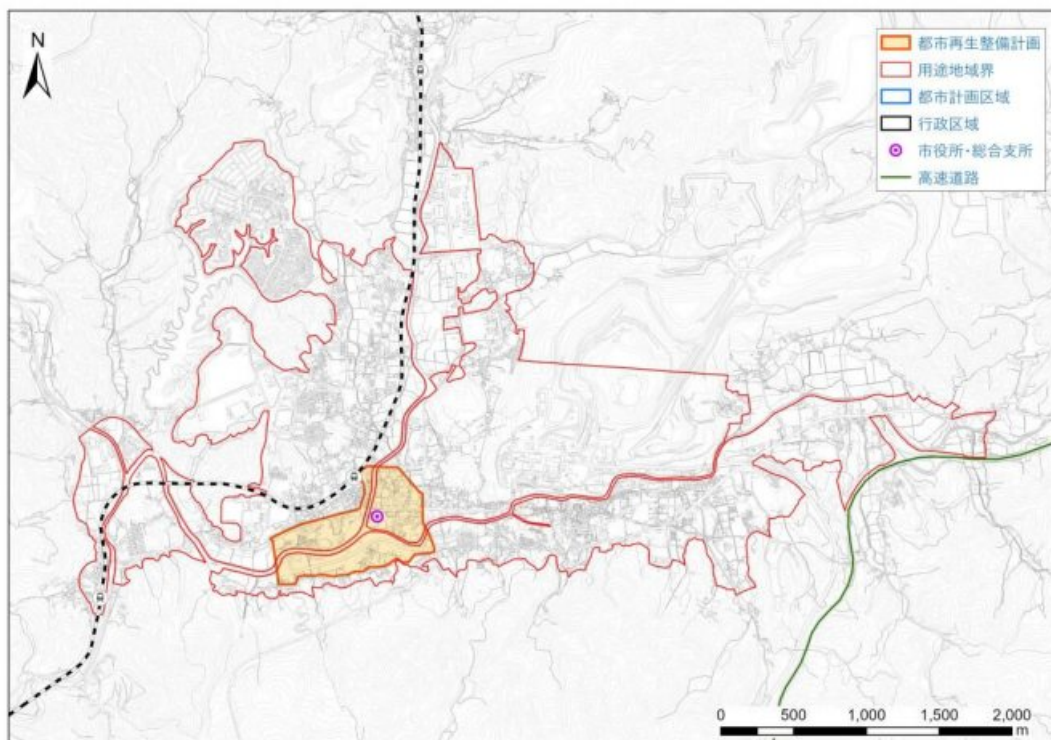 N
都市再生整備計画
用途地域界
都市計画区域
行政区域
市役所・総合支所
高速道路
0 500 1,000 1,500 2,000
m